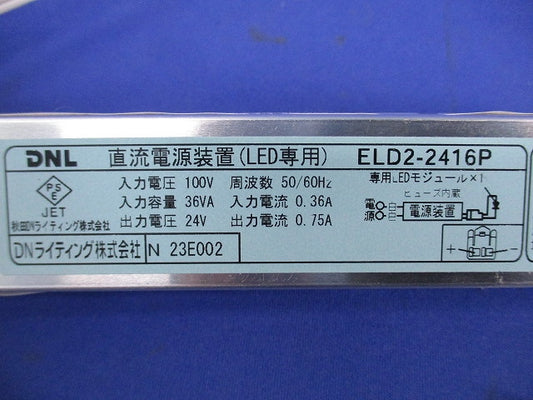 DNL 直流電源装置(LED専用) ELD2-2416P
PS
E
JET
秋田DNライティング株式会社
入力電圧 100V 周波数 50/60Hz
入力容量 36VA 入力電流 0.36A
出力電圧 24V 出力電流 0.75A
専用LEDモジュール×1
ヒューズ内蔵
電源 電源装置
+ -
DNライティング株式会社 N 23E002